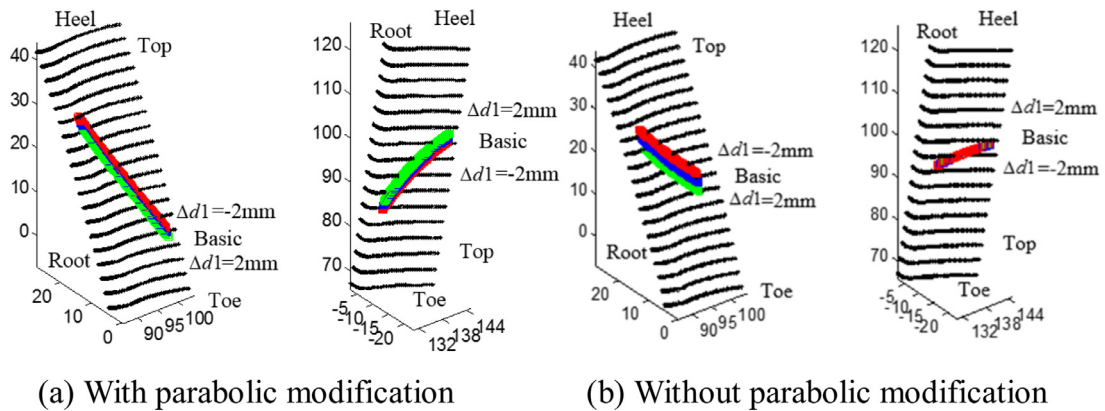 Heel
Top
40
30
20
10
0
Δd1=-2mm
Basic
Δd1=2mm
Root
Toe
20
10
0
90
95
100
Heel
Root
120
110
100
90
80
70
Δd1=2mm
Basic
Δd1=-2mm
Top
Toe
-5
-10
-15
-20
132
138
144
Heel
Top
40
30
20
10
0
Δd1=-2mm
Basic
Δd1=2mm
Root
Toe
20
10
0
90
95
100
Heel
Root
120
110
100
90
80
70
Δd1=2mm
Basic
Δd1=-2mm
Top
Toe
-5
-10
-15
-20
132
138
144
(a) With parabolic modification
(b) Without parabolic modification